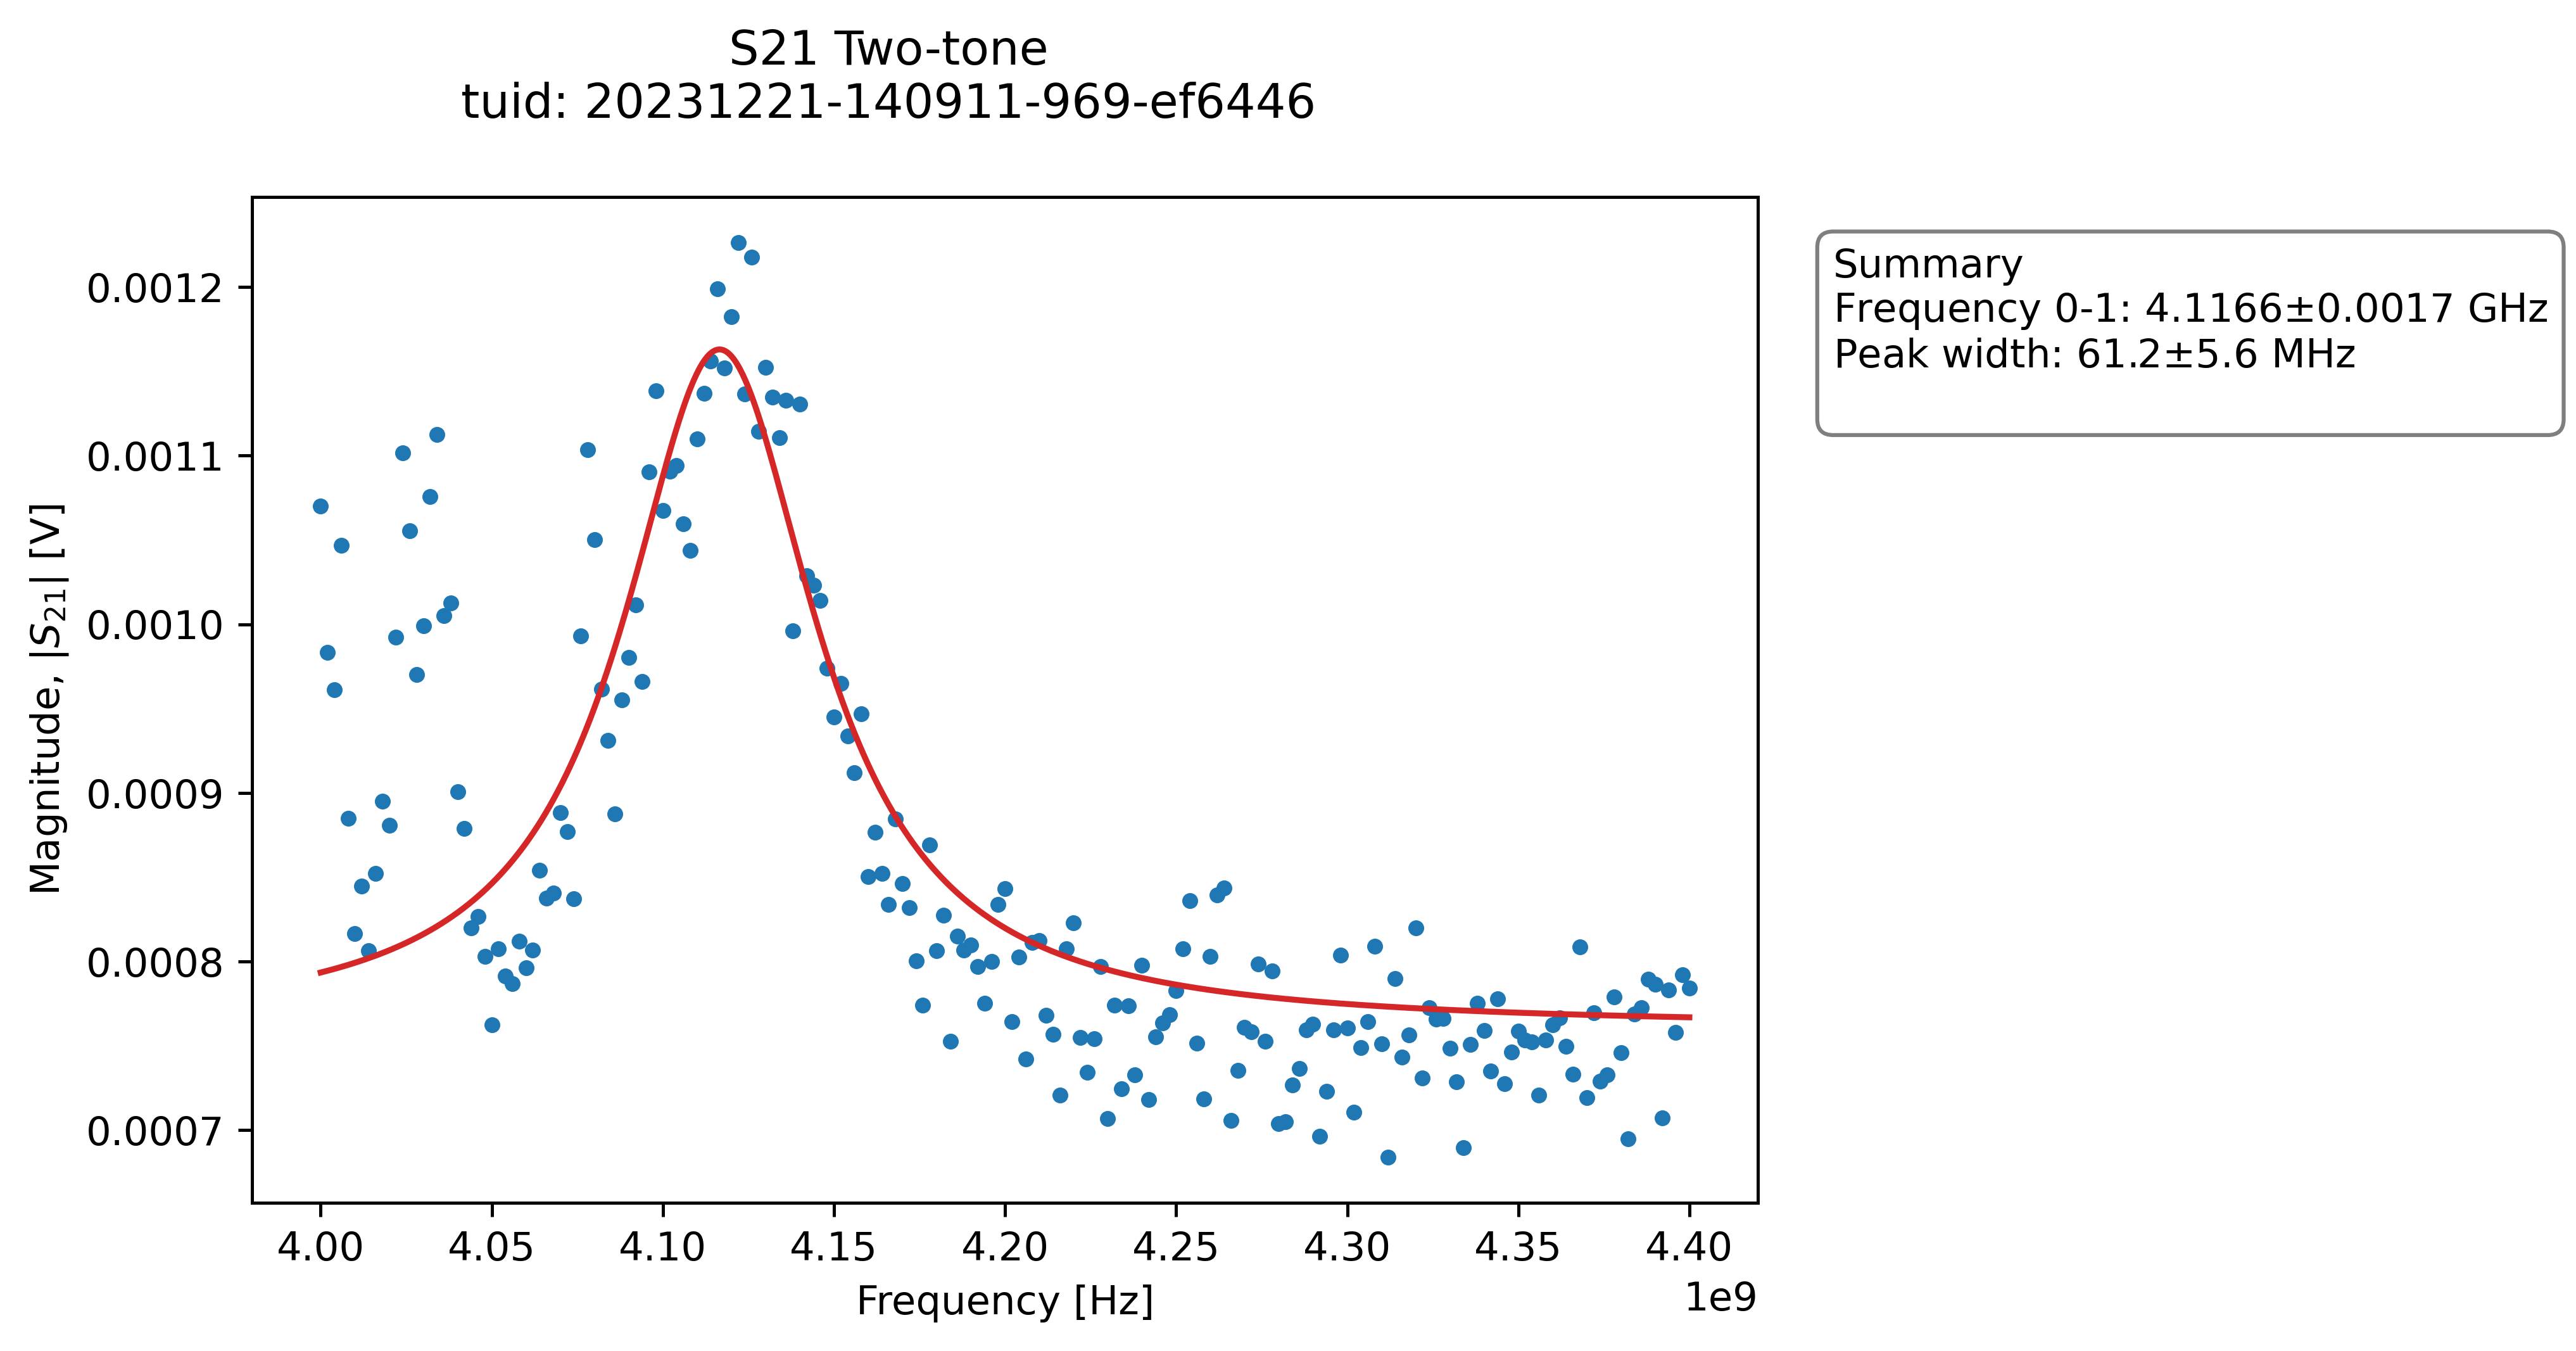 S21 Two-tone
tuid: 20231221-140911-969-ef6446
Summary
Frequency 0-1: 4.1166±0.0017 GHz
Peak width: 61.2±5.6 MHz
Magnitude, |S21| [V]
0.0012
0.0011
0.0010
0.0009
0.0008
0.0007
4.00 4.05 4.10 4.15 4.20 4.25 4.30 4.35 4.40
1e9
Frequency [Hz]